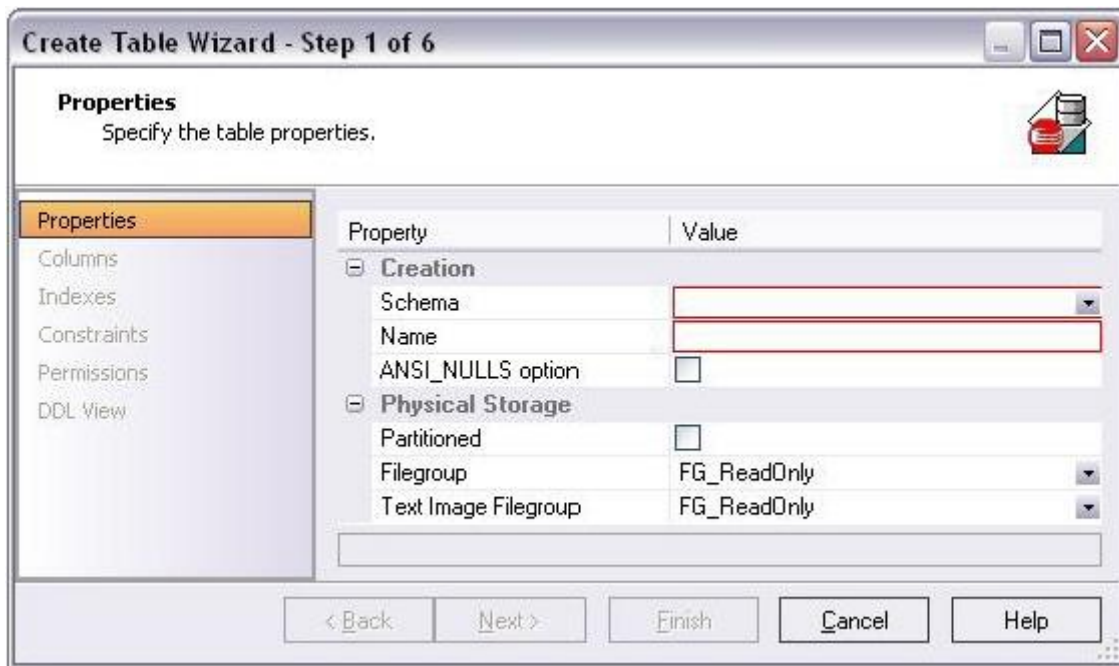 Create Table Wizard - Step 1 of 6
Properties
Specify the table properties.
Properties
Columns
Indexes
Constraints
Permissions
DDL View
Property Value
Creation
Schema
Name
ANSI_NULLS option
Physical Storage
Partitioned
Filegroup FG_ReadOnly
Text Image Filegroup FG_ReadOnly
< Back Next > Finish Cancel Help